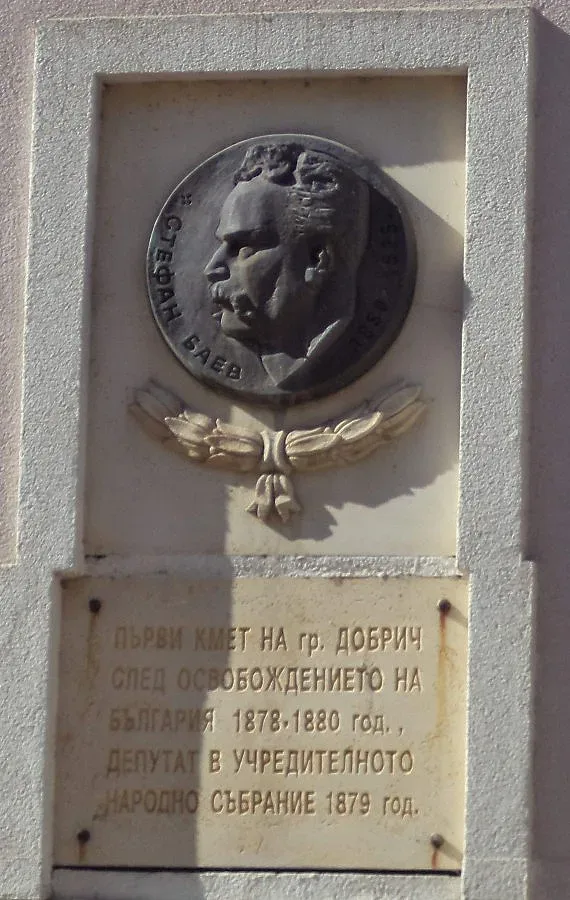 СТЕФАН БАЕВ
ПЪРВИ КМЕТ НА гр. ДОБРИЧ
СЛЕД ОСВОБОЖДЕНИЕТО НА
БЪЛГАРИЯ 1878-1880 год.,
ДЕПУТАТ В УЧРЕДИТЕЛНОТО
НАРОДНО СЪБРАНИЕ 1879 год.